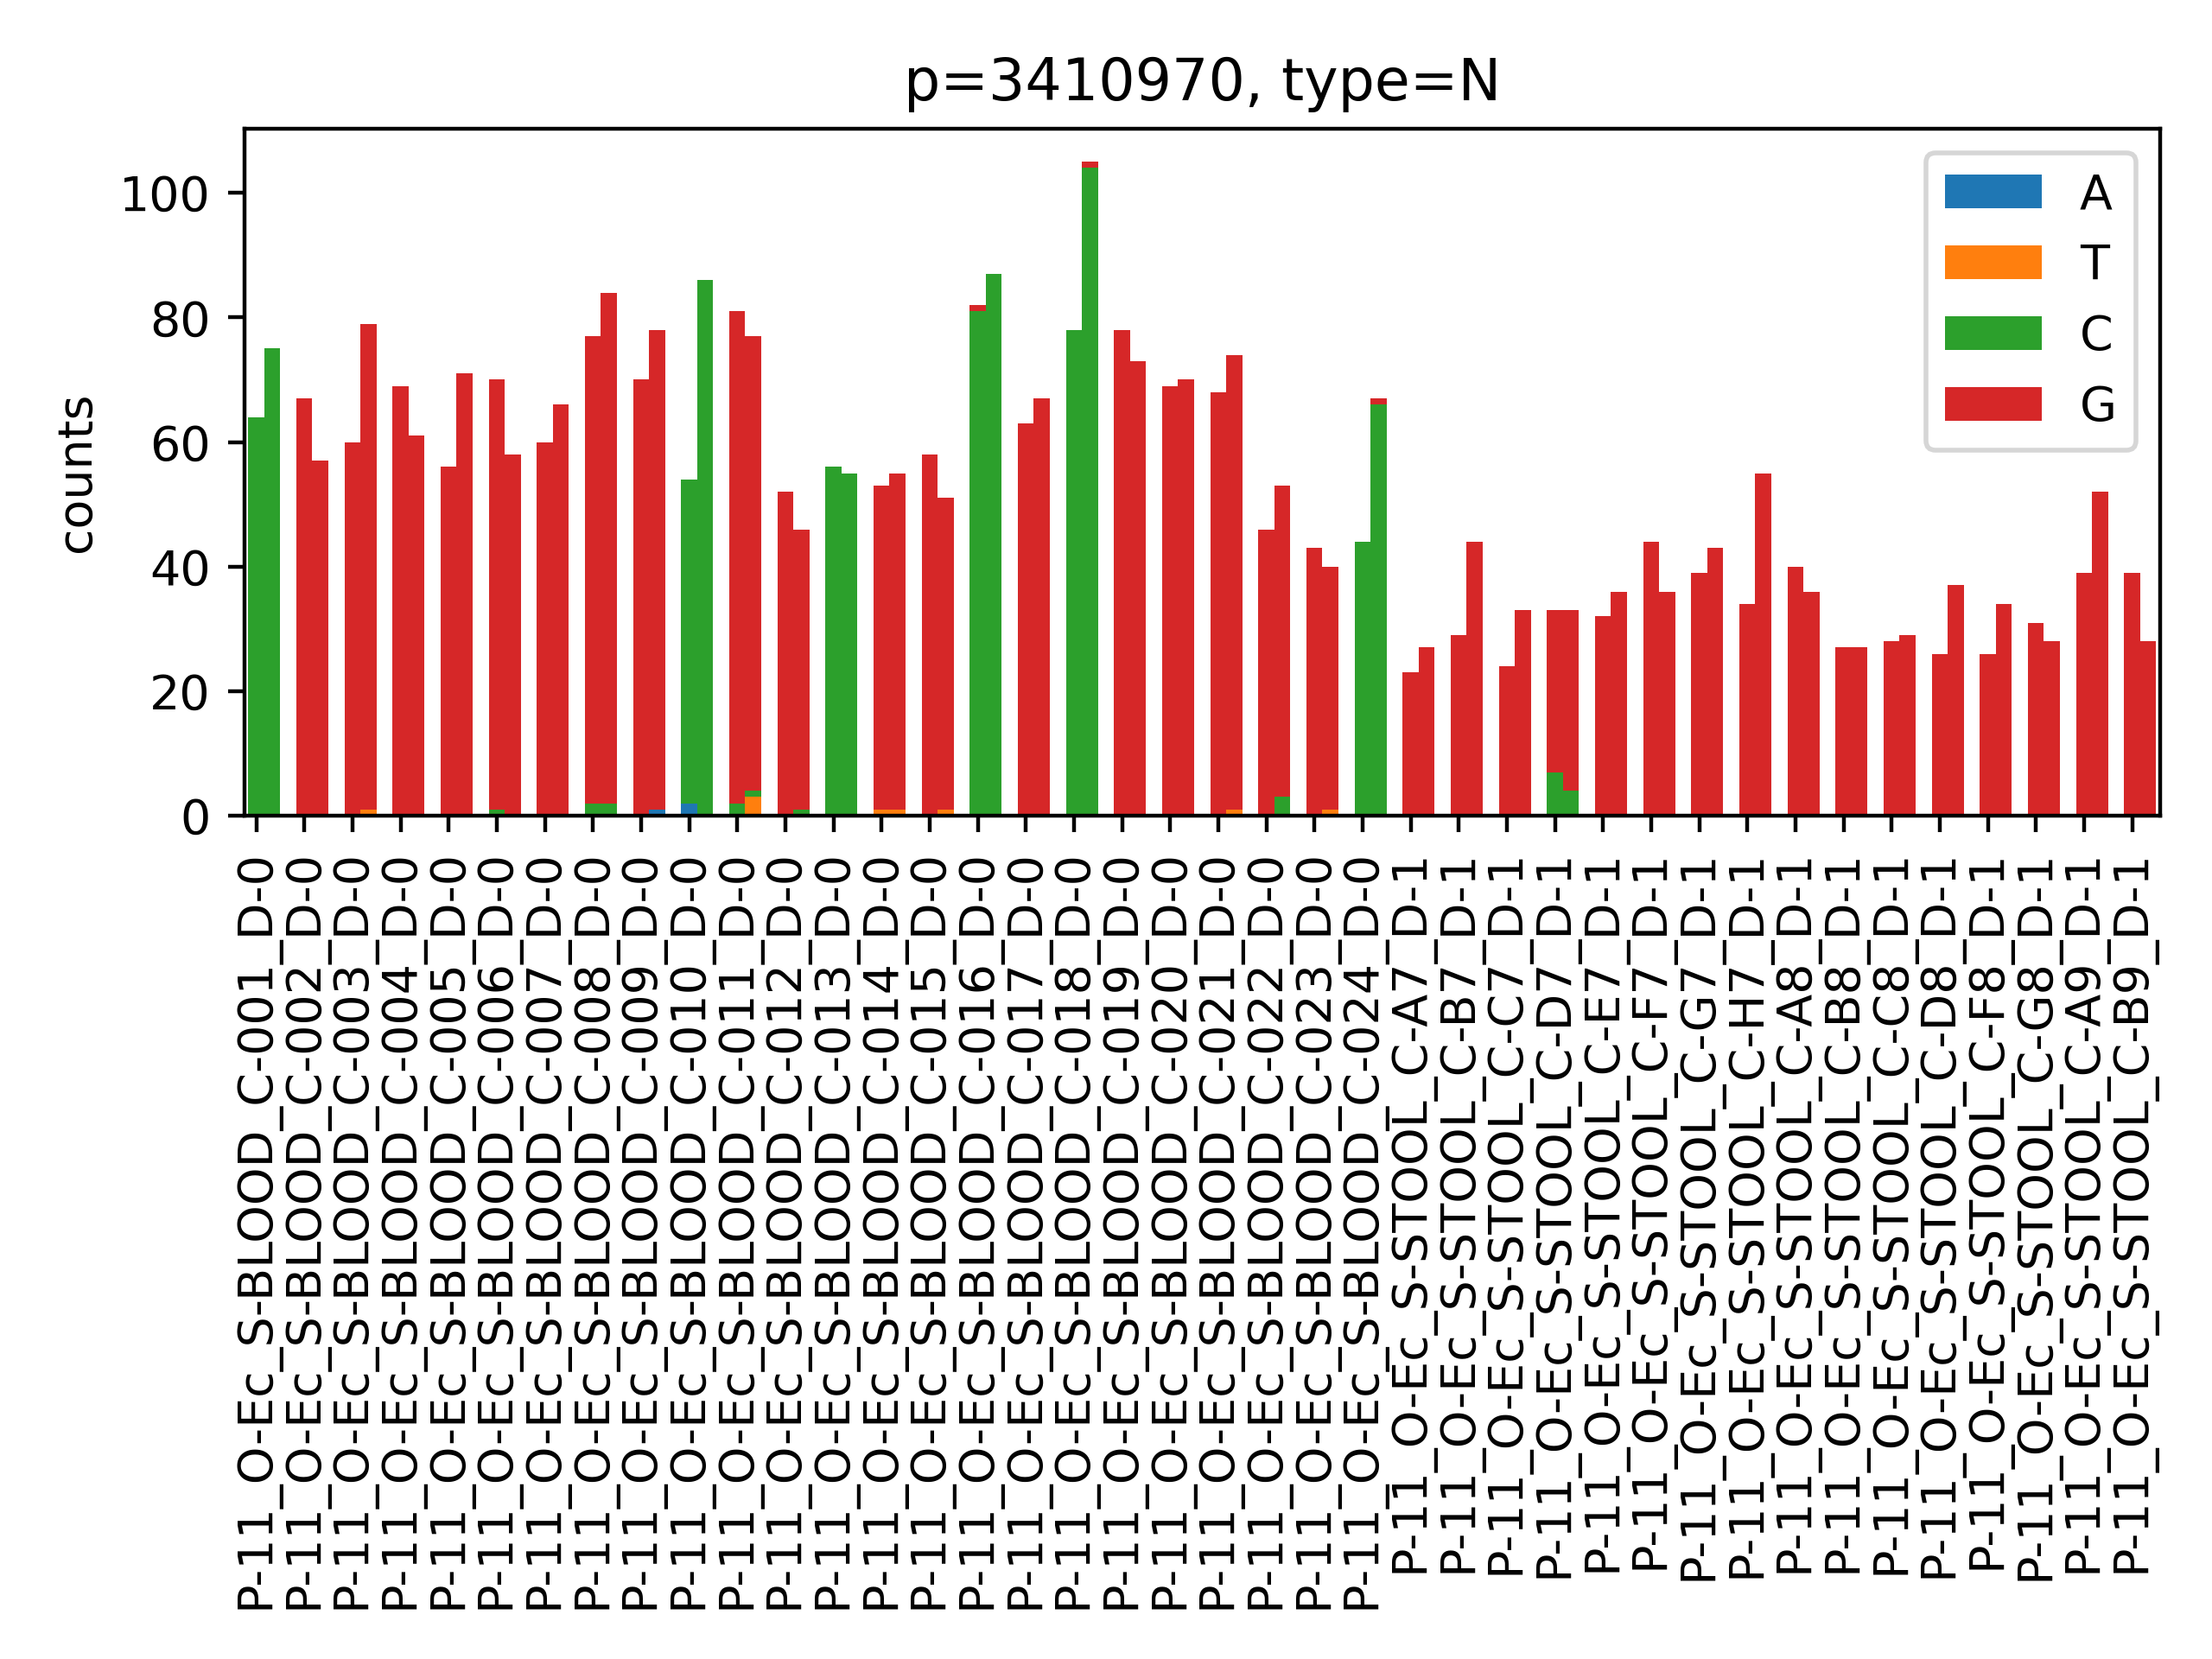 p=3410970, type=N
counts
100
80
60
40
20
0
A
T
C
G
P-11_O-Ec_S-BLOOD_C-001_D-0
P-11_O-Ec_S-BLOOD_C-002_D-0
P-11_O-Ec_S-BLOOD_C-003_D-0
P-11_O-Ec_S-BLOOD_C-004_D-0
P-11_O-Ec_S-BLOOD_C-005_D-0
P-11_O-Ec_S-BLOOD_C-006_D-0
P-11_O-Ec_S-BLOOD_C-007_D-0
P-11_O-Ec_S-BLOOD_C-008_D-0
P-11_O-Ec_S-BLOOD_C-009_D-0
P-11_O-Ec_S-BLOOD_C-010_D-0
P-11_O-Ec_S-BLOOD_C-011_D-0
P-11_O-Ec_S-BLOOD_C-012_D-0
P-11_O-Ec_S-BLOOD_C-013_D-0
P-11_O-Ec_S-BLOOD_C-014_D-0
P-11_O-Ec_S-BLOOD_C-015_D-0
P-11_O-Ec_S-BLOOD_C-016_D-0
P-11_O-Ec_S-BLOOD_C-017_D-0
P-11_O-Ec_S-BLOOD_C-018_D-0
P-11_O-Ec_S-BLOOD_C-019_D-0
P-11_O-Ec_S-BLOOD_C-020_D-0
P-11_O-Ec_S-BLOOD_C-021_D-0
P-11_O-Ec_S-BLOOD_C-022_D-0
P-11_O-Ec_S-BLOOD_C-023_D-0
P-11_O-Ec_S-BLOOD_C-024_D-0
P-11_O-Ec_S-STOOL_C-A7_D-1
P-11_O-Ec_S-STOOL_C-B7_D-1
P-11_O-Ec_S-STOOL_C-C7_D-1
P-11_O-Ec_S-STOOL_C-D7_D-1
P-11_O-Ec_S-STOOL_C-E7_D-1
P-11_O-Ec_S-STOOL_C-F7_D-1
P-11_O-Ec_S-STOOL_C-G7_D-1
P-11_O-Ec_S-STOOL_C-H7_D-1
P-11_O-Ec_S-STOOL_C-A8_D-1
P-11_O-Ec_S-STOOL_C-B8_D-1
P-11_O-Ec_S-STOOL_C-C8_D-1
P-11_O-Ec_S-STOOL_C-D8_D-1
P-11_O-Ec_S-STOOL_C-F8_D-1
P-11_O-Ec_S-STOOL_C-G8_D-1
P-11_O-Ec_S-STOOL_C-A9_D-1
P-11_O-Ec_S-STOOL_C-B9_D-1